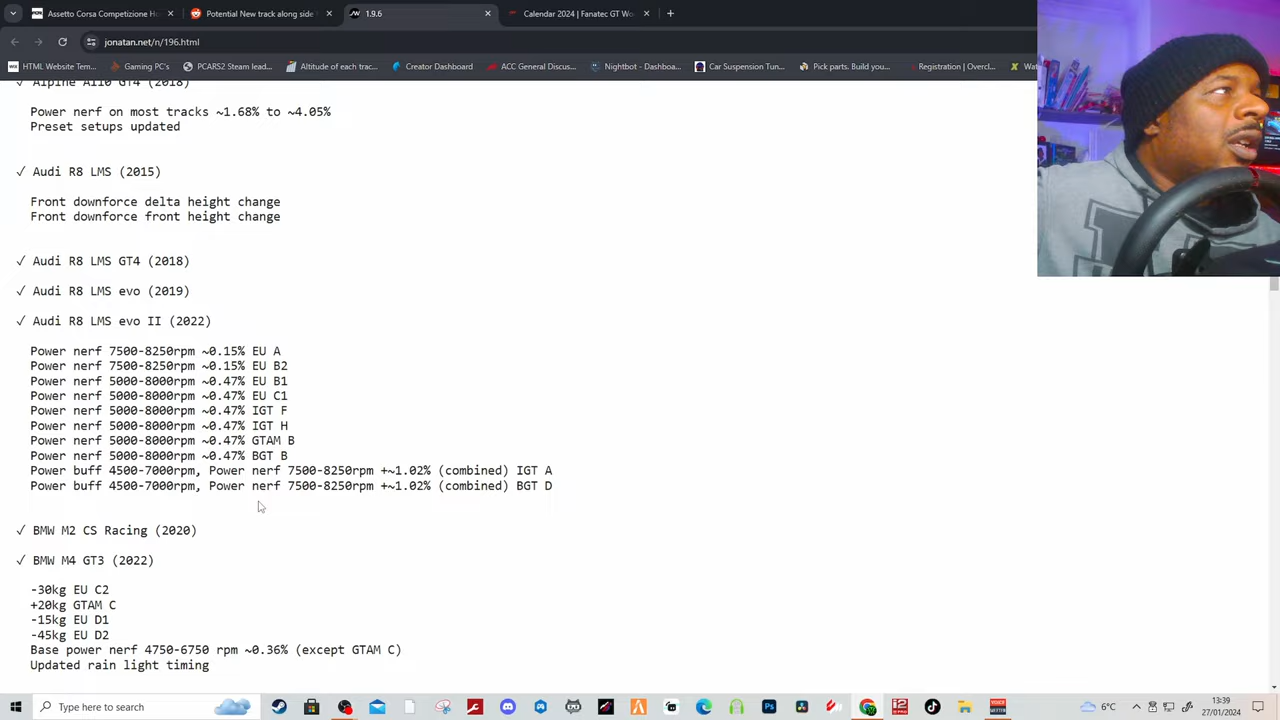 Assetto Corsa Competizione H
Potential New track along side
1.9.6
Calendar 2024 | Fanatec GT Wo
jonatan.net/n/196.html
HTML Website Tem...
Gaming PC's
PCARS2 Steam lead...
Altitude of each trac...
Creator Dashboard
ACC General Discus...
Nightbot - Dashboa...
Car Suspension Tun...
Pick parts. Build you...
Registration | Overcl...
Wat
✓ Alpine A110 GT4 (2018)
Power nerf on most tracks ~1.68% to ~4.05%
Preset setups updated
✓ Audi R8 LMS (2015)
Front downforce delta height change
Front downforce front height change
✓ Audi R8 LMS GT4 (2018)
✓ Audi R8 LMS evo (2019)
✓ Audi R8 LMS evo II (2022)
Power nerf 7500-8250rpm ~0.15% EU A
Power nerf 7500-8250rpm ~0.15% EU B2
Power nerf 5000-8000rpm ~0.47% EU B1
Power nerf 5000-8000rpm ~0.47% EU C1
Power nerf 5000-8000rpm ~0.47% IGT F
Power nerf 5000-8000rpm ~0.47% IGT H
Power nerf 5000-8000rpm ~0.47% GTAM B
Power nerf 5000-8000rpm ~0.47% BGT B
Power buff 4500-7000rpm, Power nerf 7500-8250rpm +~1.02% (combined) IGT A
Power buff 4500-7000rpm, Power nerf 7500-8250rpm +~1.02% (combined) BGT D
✓ BMW M2 CS Racing (2020)
✓ BMW M4 GT3 (2022)
-30kg EU C2
+20kg GTAM C
-15kg EU D1
-45kg EU D2
Base power nerf 4750-6750 rpm ~0.36% (except GTAM C)
Updated rain light timing
Type here to search
6°C
13:39
27/01/2024